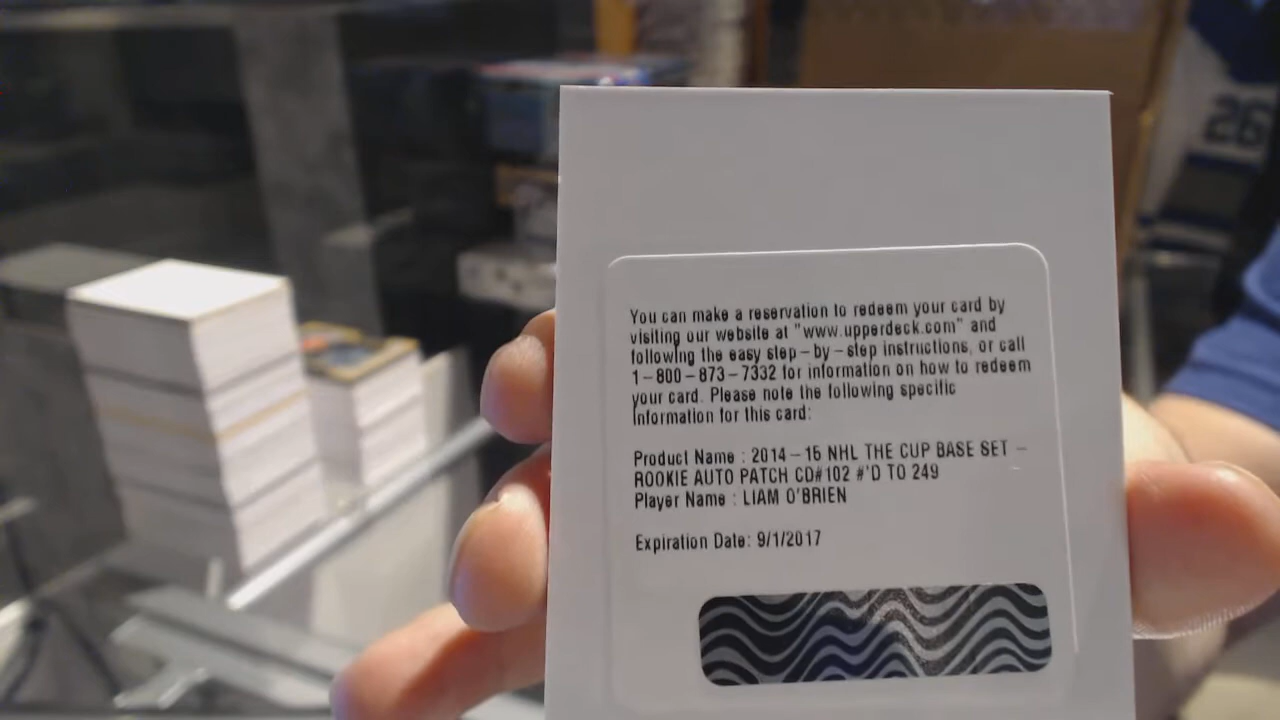 You can make a reservation to redeem your card by
visiting our website at "www.upperdeck.com" and
following the easy step – by – step instructions, or call
1 – 800 – 873 – 7332 for information on how to redeem
your card. Please note the following specific
information for this card:
Product Name : 2014 – 15 NHL THE CUP BASE SET –
ROOKIE AUTO PATCH CD#102 #'D TO 249
Player Name : LIAM O'BRIEN
Expiration Date: 9/1/2017
26